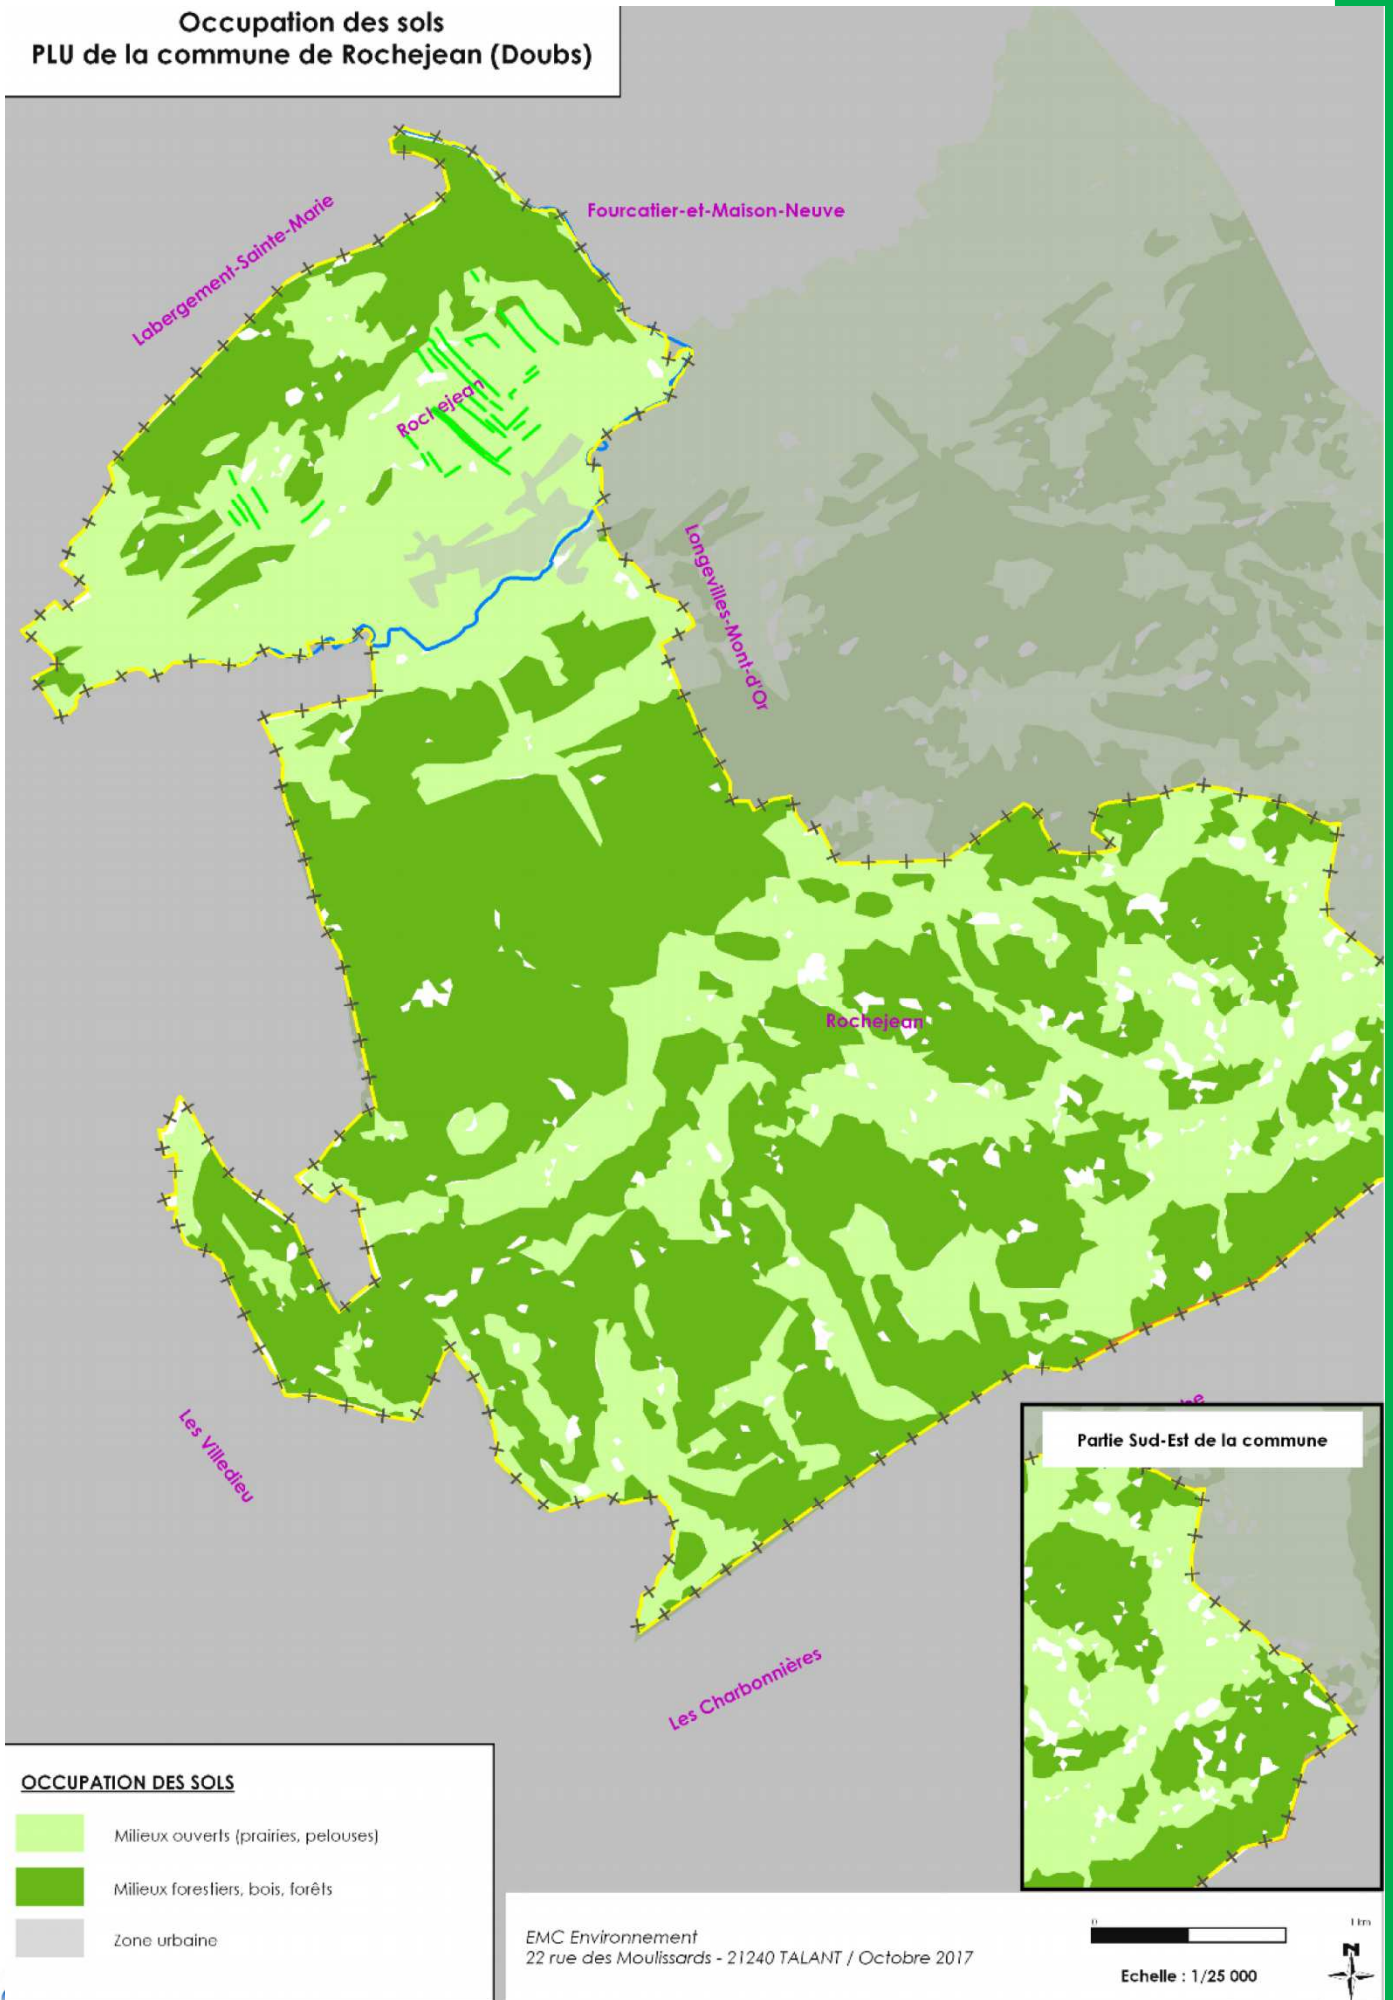 Occupation des sols
PLU de la commune de Rochejean (Doubs)
Labergement-Sainte-Marie
Fourcatier-et-Maison-Neuve
Rochejean
Longevilles-Mont-d'Or
Rochejean
Les Villedieu
Les Charbonnières
Partie Sud-Est de la commune
OCCUPATION DES SOLS
Milieux ouverts (prairies, pelouses)
Milieux forestiers, bois, forêts
Zone urbaine
EMC Environnement
22 rue des Moulissards - 21240 TALANT / Octobre 2017
0 1 km
Echelle : 1/25 000
N